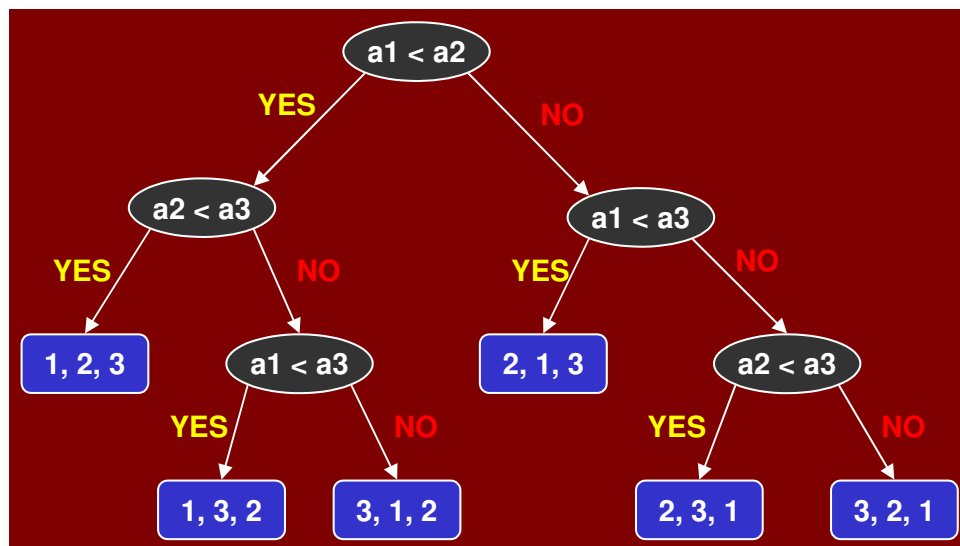 a1 < a2
YES
NO
a2 < a3
a1 < a3
YES
NO
YES
NO
1, 2, 3
a1 < a3
2, 1, 3
a2 < a3
YES
NO
YES
NO
1, 3, 2
3, 1, 2
2, 3, 1
3, 2, 1